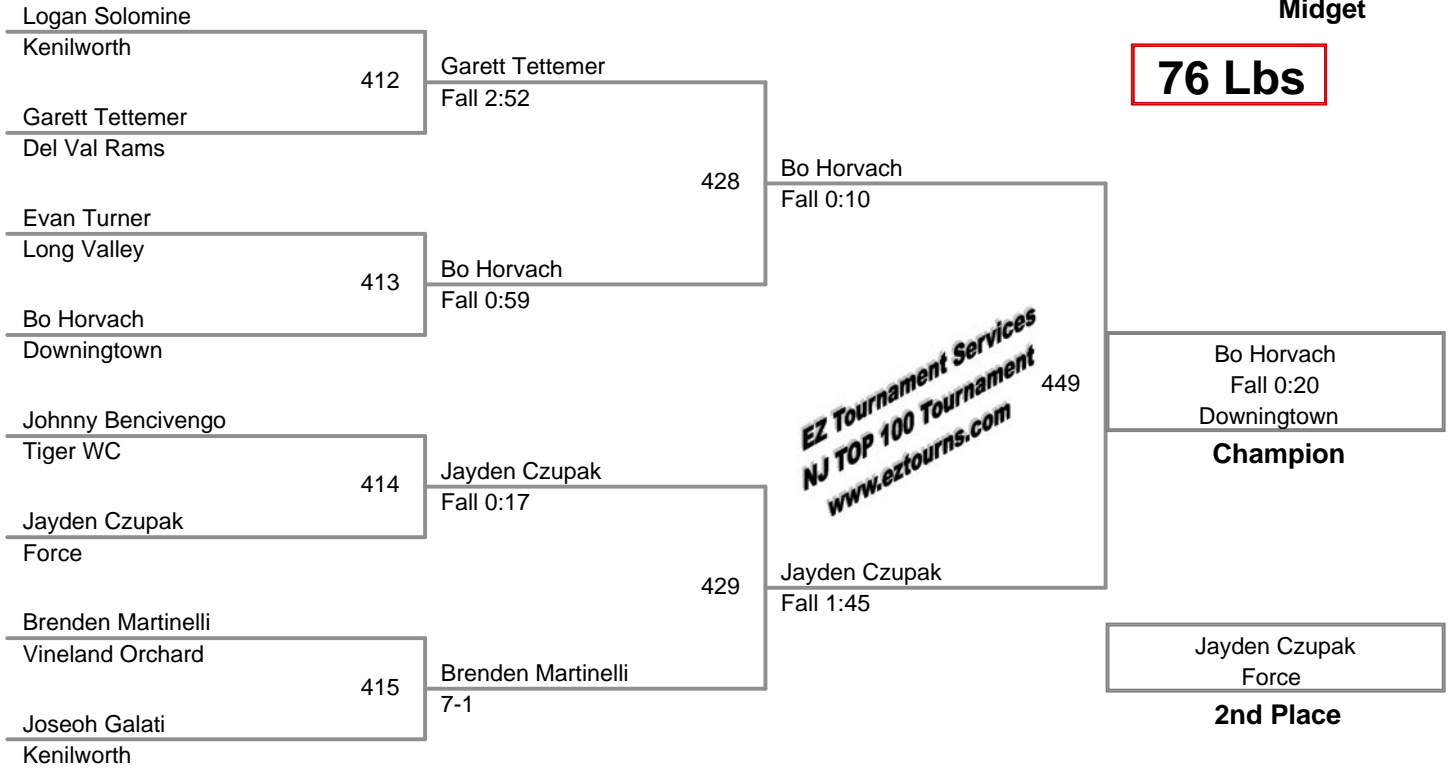 Midget
76 Lbs
Logan Solomine
Kenilworth
412
Garett Tettemer
Del Val Rams
Garett Tettemer
Fall 2:52
Evan Turner
Long Valley
413
Bo Horvach
Downingtown
Bo Horvach
Fall 0:59
428
Bo Horvach
Fall 0:10
Johnny Bencivengo
Tiger WC
414
Jayden Czupak
Force
Jayden Czupak
Fall 0:17
Brenden Martinelli
Vineland Orchard
415
Joseoh Galati
Kenilworth
Brenden Martinelli
7-1
429
Jayden Czupak
Fall 1:45
EZ Tournament Services
NJ TOP 100 Tournament
www.eztourns.com
449
Bo Horvach
Fall 0:20
Downingtown
Champion
Jayden Czupak
Force
2nd Place